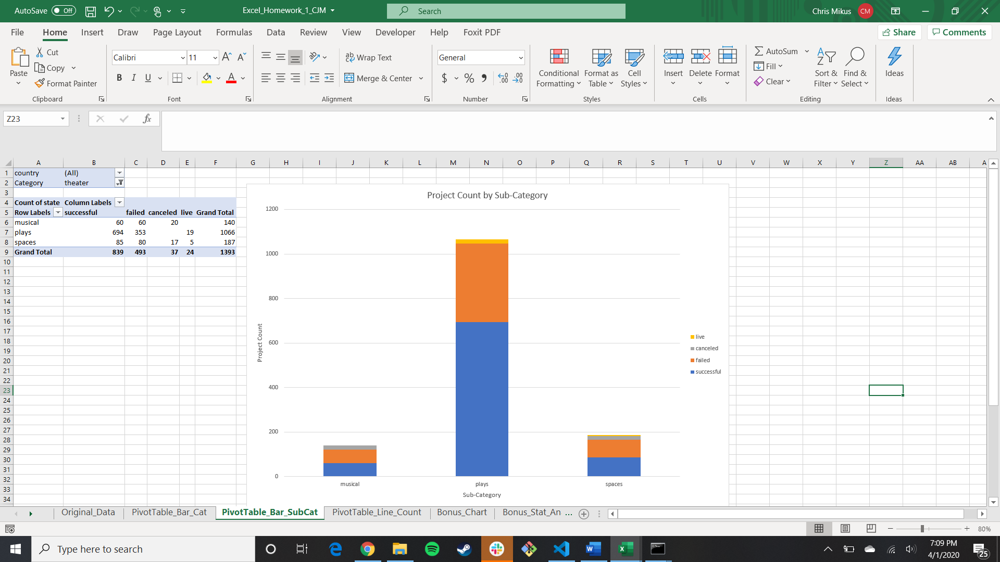 AutoSave Off Excel_Homework_1_CJM Search Chris Mikus CM
File Home Insert Draw Page Layout Formulas Data Review View Developer Help Foxit PDF Share Comments
Paste Cut
Copy
Format Painter
Clipboard
Calibri 11
B I U A
Font
Wrap Text
Merge & Center
Alignment
General
$ %
Number
Conditional Formatting
Format as Table
Cell Styles
Styles
Insert Delete Format
Cells
AutoSum
Fill
Clear
Sort & Filter
Find & Select
Editing
Ideas
Ideas
Z23 fx
A B C D E F G H I J K L M N O P Q R S T U V W X Y Z AA AB A
1 country (All)
2 Category theater
3
4 Count of state Column Labels
5 Row Labels successful failed canceled live Grand Total
6 musical 60 60 20 140
7 plays 694 353 19 1066
8 spaces 85 80 17 5 187
9 Grand Total 839 493 37 24 1393
10
11
12
13
14
15
16
17
18
19
20
21
22
23
24
25
26
27
28
29
30
31
32
33
34
Project Count by Sub-Category
1200
1000
800
600
400
200
0
Project Count
musical plays spaces
Sub-Category
live
canceled
failed
successful
Original_Data PivotTable_Bar_Cat PivotTable_Bar_SubCat PivotTable_Line_Count Bonus_Chart Bonus_Stat_An ...
80%
Type here to search
7:09 PM
4/1/2020
25